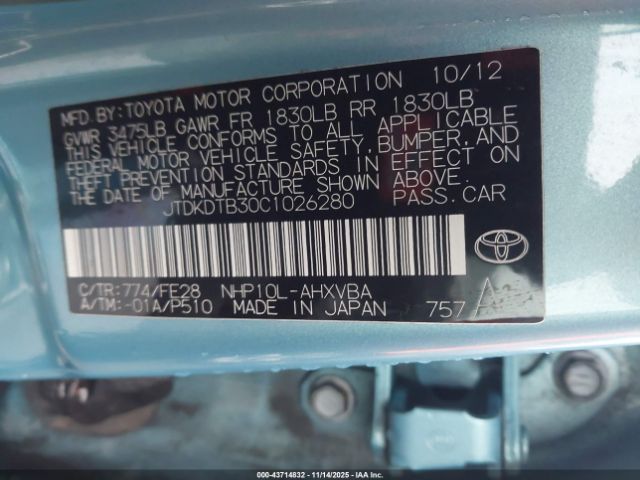 MFD.BY:TOYOTA MOTOR CORPORATION 10/12
GVWR 3475LB GAWR FR 1830LB RR 1830LB
THIS VEHICLE CONFORMS TO ALL APPLICABLE
FEDERAL MOTOR VEHICLE SAFETY,BUMPER,AND
THEFT PREVENTION STANDARDS IN EFFECT ON
THE DATE OF MANUFACTURE SHOWN ABOVE.
JTDKDTB30C1026280 PASS.CAR
C/TR:774/FE28 NHP10L-AHXVBA
A/TM:-01A/P510 MADE IN JAPAN 757 A
000-43714832 - 11/14/2025 - IAA Inc.